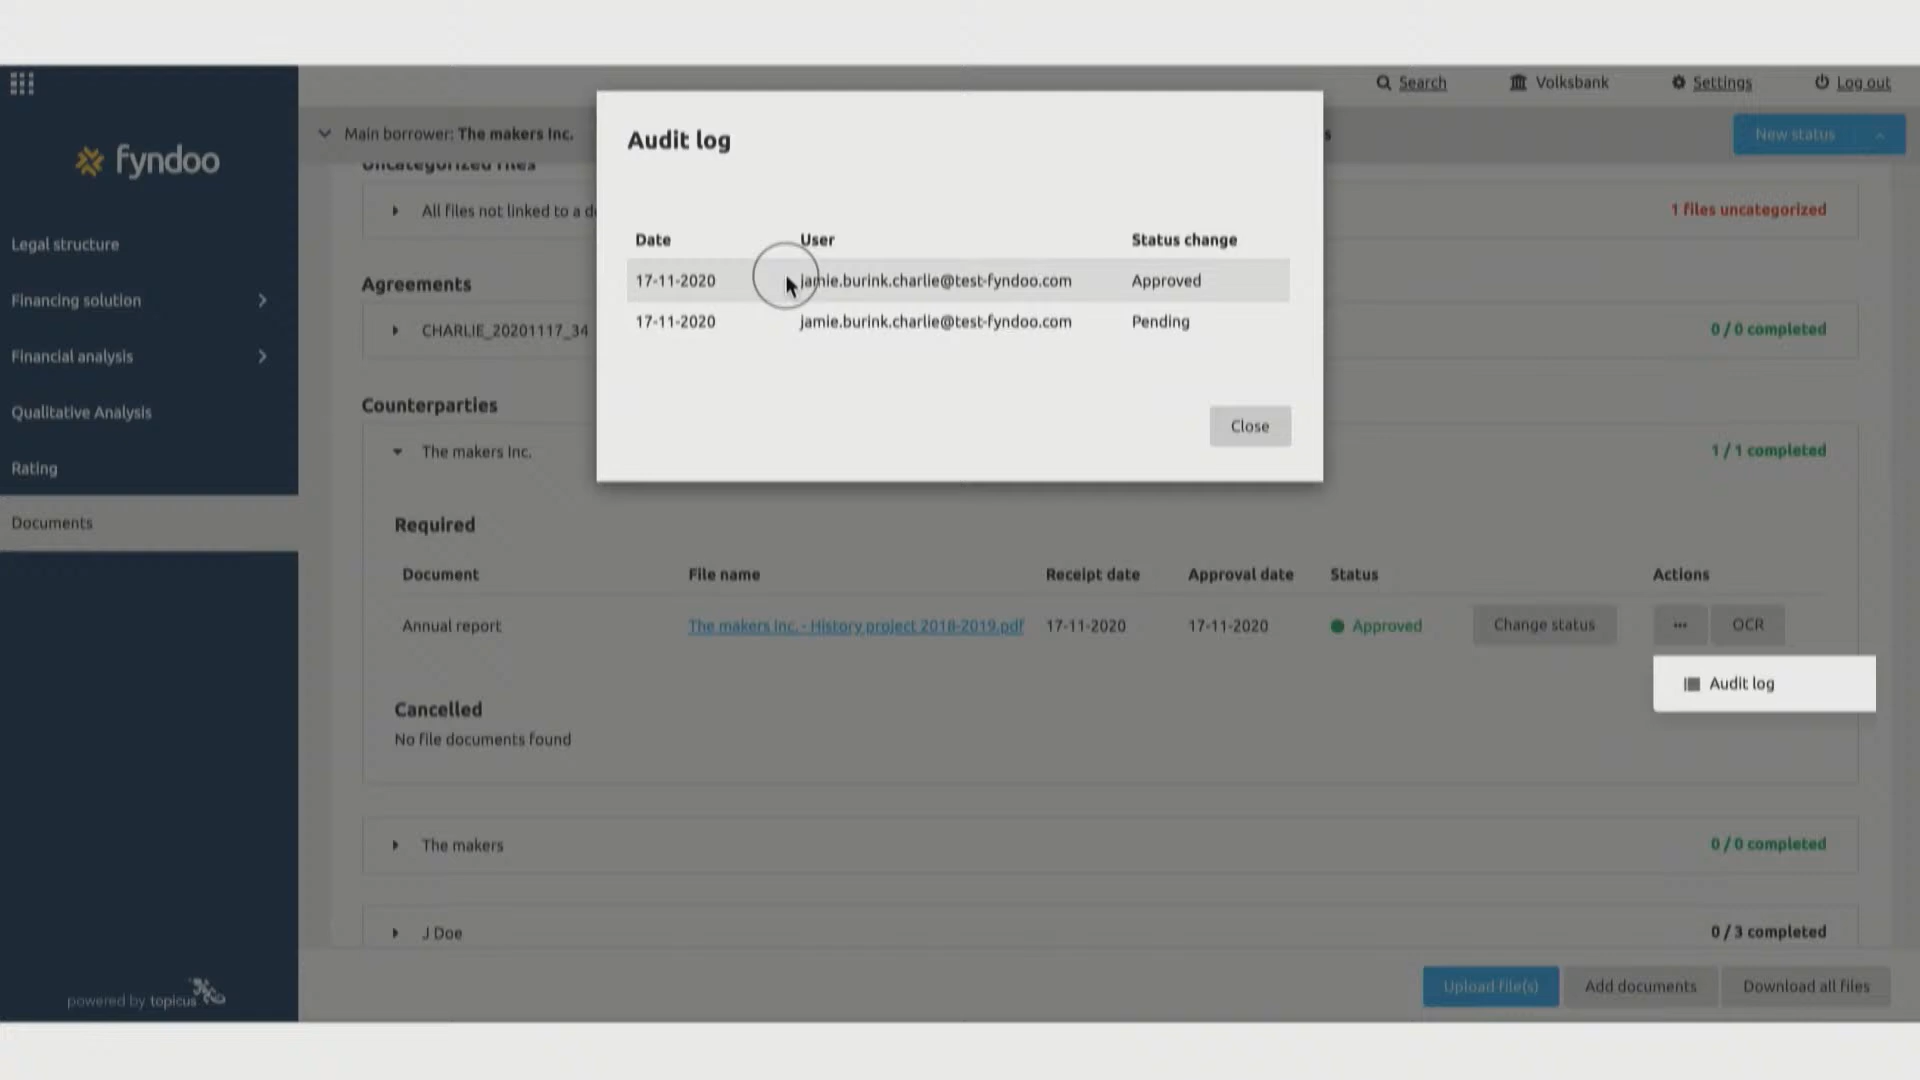 Search
Volksbank
Settings
Log out
Main borrower: The makers Inc.
New status
fyndoo
Legal structure
Financing solution
Financial analysis
Qualitative Analysis
Rating
Documents
powered by topicus
Uncategorized files
All files not linked to a d
1 files uncategorized
Agreements
CHARLIE_20201117_34
0 / 0 completed
Counterparties
The makers Inc.
1 / 1 completed
Audit log
Date User Status change
17-11-2020 jamie.burink.charlie@test-fyndoo.com Approved
17-11-2020 jamie.burink.charlie@test-fyndoo.com Pending
Close
Required
Document File name Receipt date Approval date Status Actions
Annual report The makers Inc. - History project 2018-2019.pdf 17-11-2020 17-11-2020 Approved Change status ... OCR
Audit log
Cancelled
No file documents found
The makers
0 / 0 completed
J Doe
0 / 3 completed
Upload file(s)
Add documents
Download all files